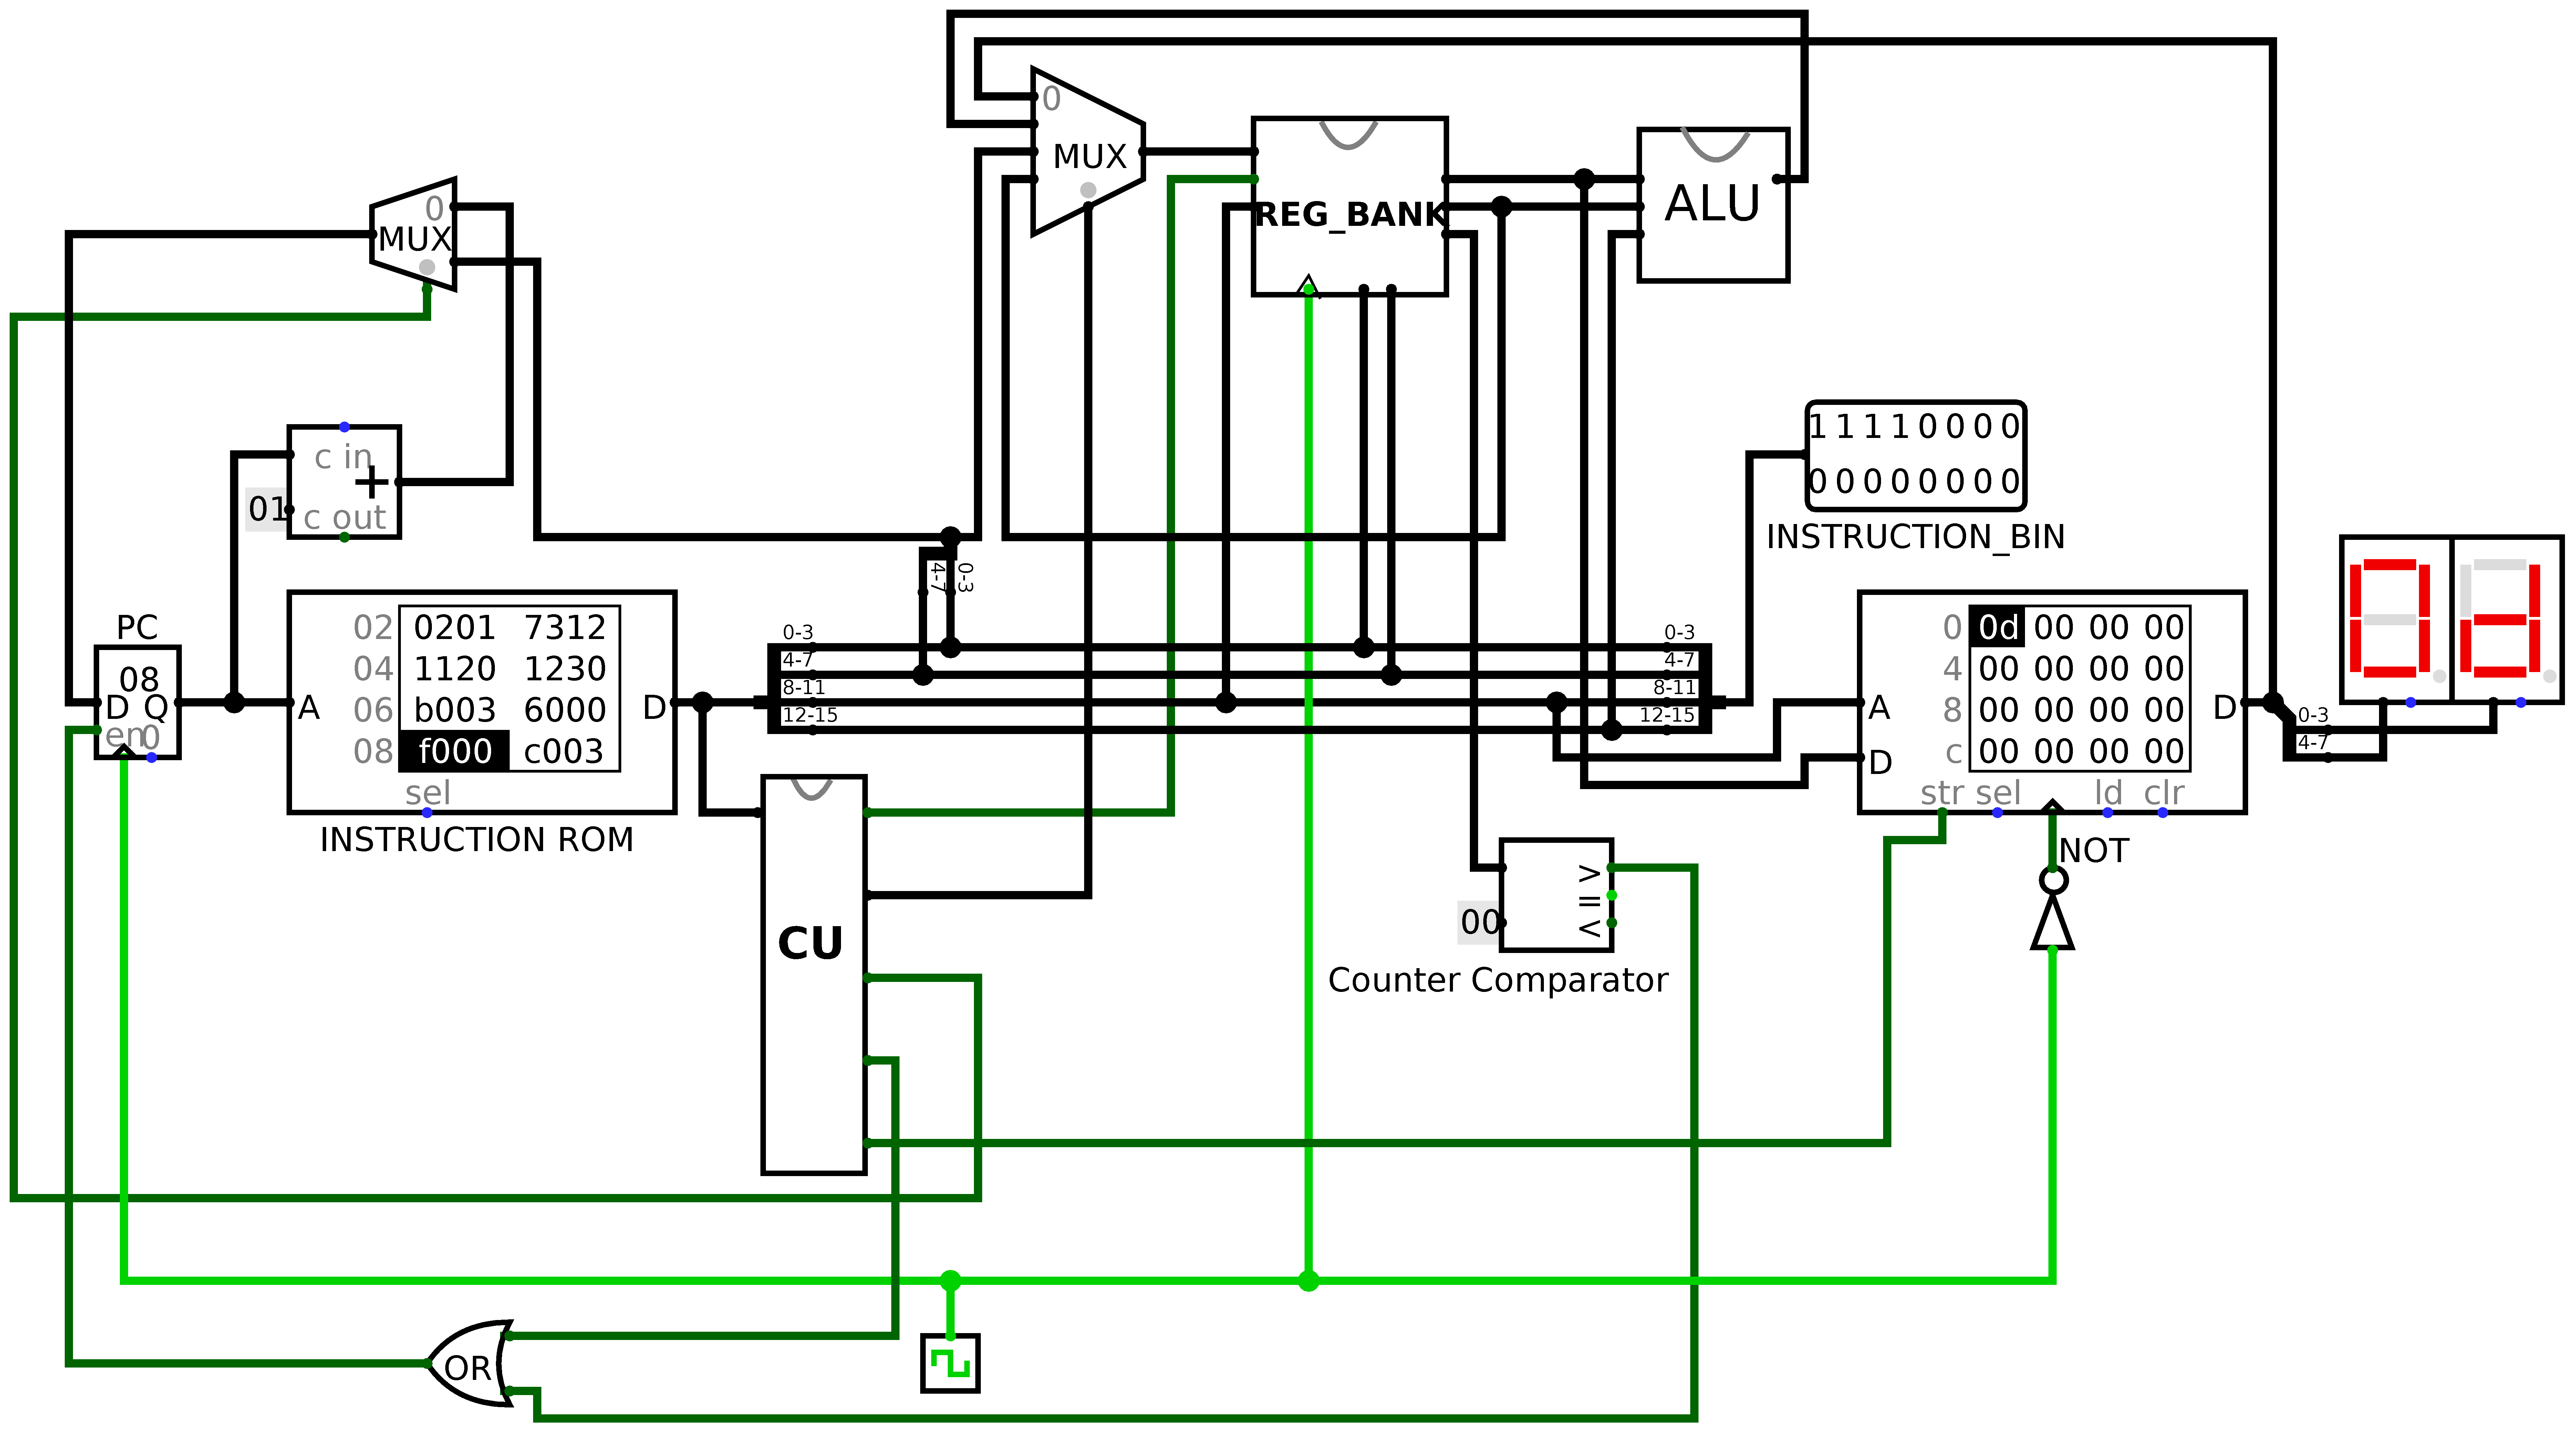 0
MUX
0
MUX
REG_BANK
ALU
c in
+
01
c out
1 1 1 1 0 0 0 0
0 0 0 0 0 0 0 0
INSTRUCTION_BIN
4-7
0-3
PC
08
D Q
en
0
A
02 0201 7312
04 1120 1230
06 b003 6000
08 f000 c003
D
sel
INSTRUCTION ROM
0-3
4-7
8-11
12-15
0-3
4-7
8-11
12-15
A
D
0 0d 00 00 00
4 00 00 00 00
8 00 00 00 00
c 00 00 00 00
D
str sel ld clr
0-3
4-7
0d
NOT
CU
>
=
<
00
Counter Comparator
OR